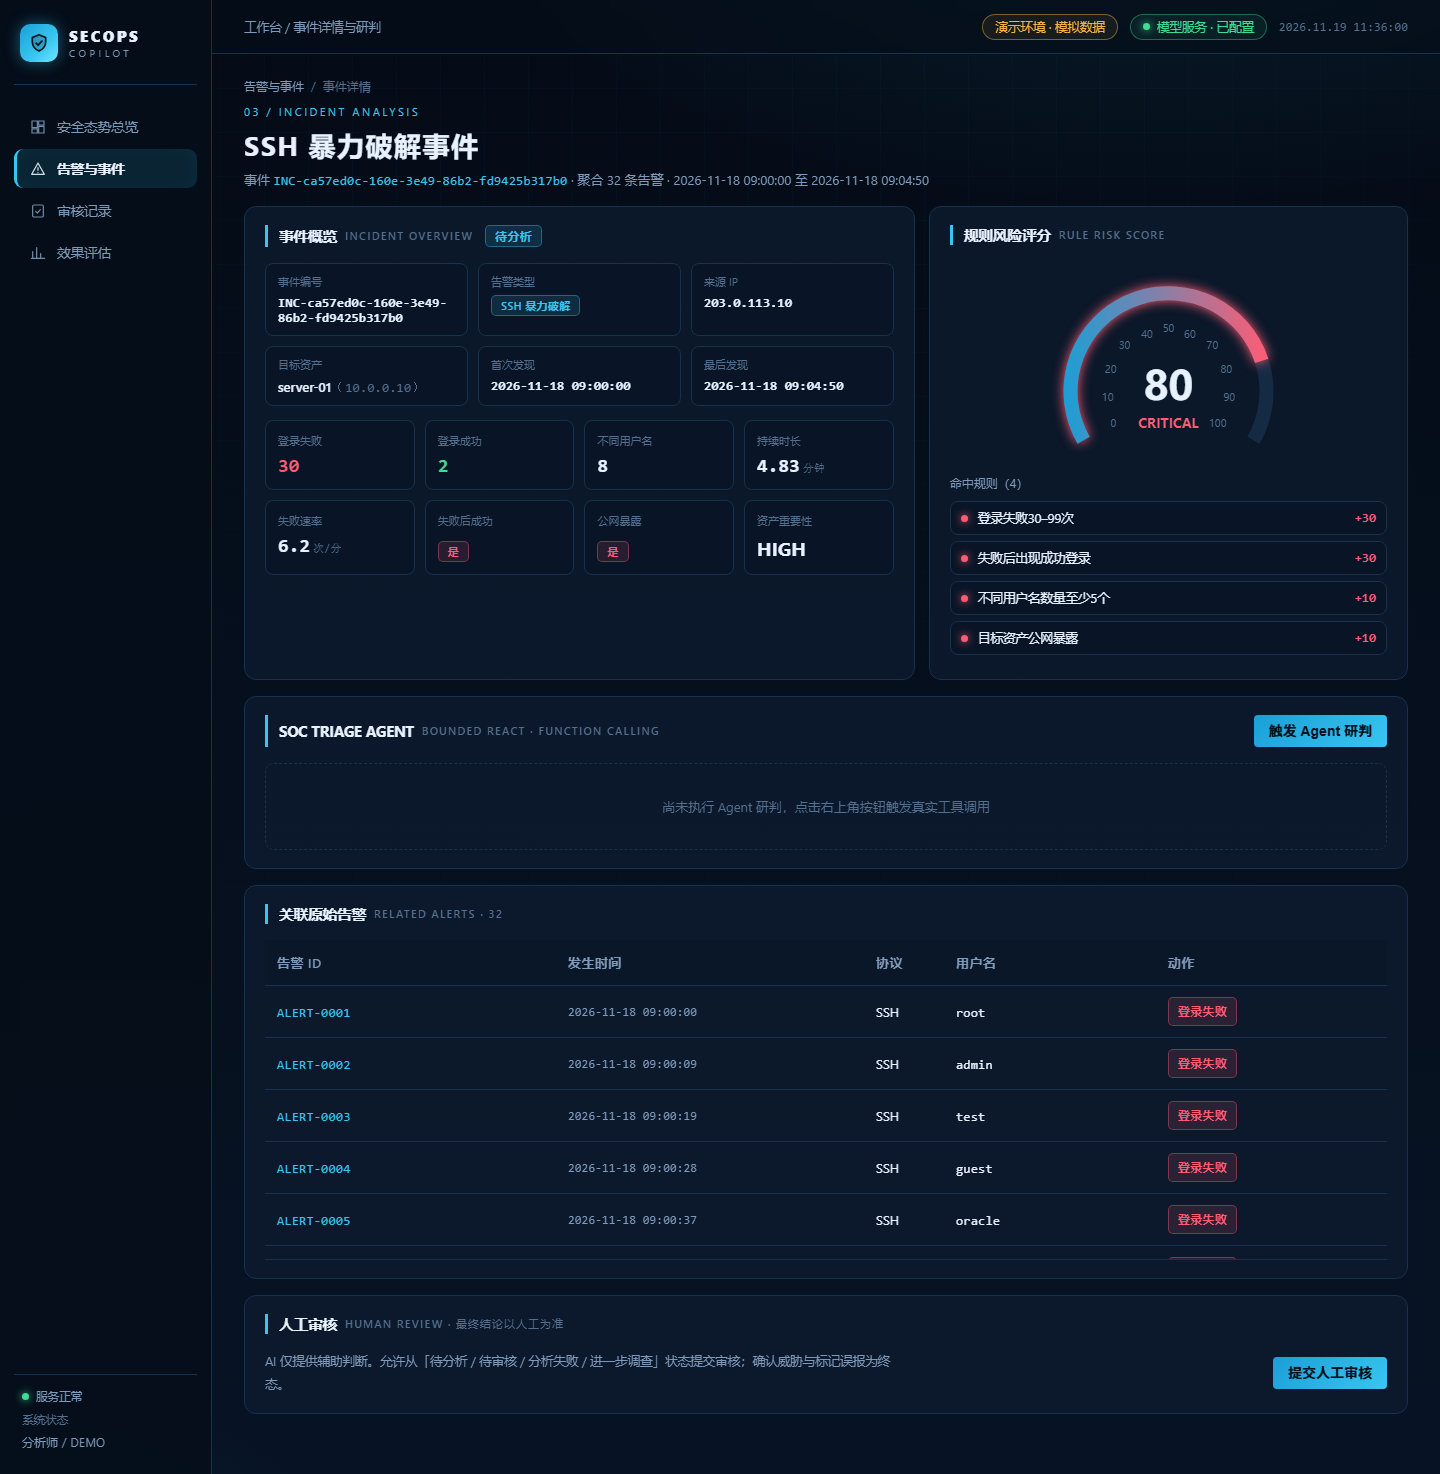 SECOPS
COPILOT
安全态势总览
告警与事件
审核记录
效果评估
服务正常
系统状态
分析师 / DEMO
工作台 / 事件详情与研判
演示环境 · 模拟数据
模型服务 · 已配置
2026.11.19 11:36:00
告警与事件 / 事件详情
03 / INCIDENT ANALYSIS
SSH 暴力破解事件
事件 INC-ca57ed0c-160e-3e49-86b2-fd9425b317b0 · 聚合 32 条告警 · 2026-11-18 09:00:00 至 2026-11-18 09:04:50
事件概览 INCIDENT OVERVIEW 待分析
事件编号
INC-ca57ed0c-160e-3e49-
86b2-fd9425b317b0
告警类型
SSH 暴力破解
来源 IP
203.0.113.10
目标资产
server-01（10.0.0.10）
首次发现
2026-11-18 09:00:00
最后发现
2026-11-18 09:04:50
登录失败
30
登录成功
2
不同用户名
8
持续时长
4.83 分钟
失败速率
6.2 次/分
失败后成功
是
公网暴露
是
资产重要性
HIGH
规则风险评分 RULE RISK SCORE
0
10
20
30
40
50
60
70
80
90
100
80
CRITICAL
命中规则（4）
登录失败30–99次 +30
失败后出现成功登录 +30
不同用户名数量至少5个 +10
目标资产公网暴露 +10
SOC TRIAGE AGENT BOUNDED REACT · FUNCTION CALLING
触发 Agent 研判
尚未执行 Agent 研判，点击右上角按钮触发真实工具调用
关联原始告警 RELATED ALERTS · 32
告警 ID 发生时间 协议 用户名 动作
ALERT-0001 2026-11-18 09:00:00 SSH root 登录失败
ALERT-0002 2026-11-18 09:00:09 SSH admin 登录失败
ALERT-0003 2026-11-18 09:00:19 SSH test 登录失败
ALERT-0004 2026-11-18 09:00:28 SSH guest 登录失败
ALERT-0005 2026-11-18 09:00:37 SSH oracle 登录失败
人工审核 HUMAN REVIEW · 最终结论以人工为准
AI 仅提供辅助判断。允许从「待分析 / 待审核 / 分析失败 / 进一步调查」状态提交审核；确认威胁与标记误报为终
态。
提交人工审核